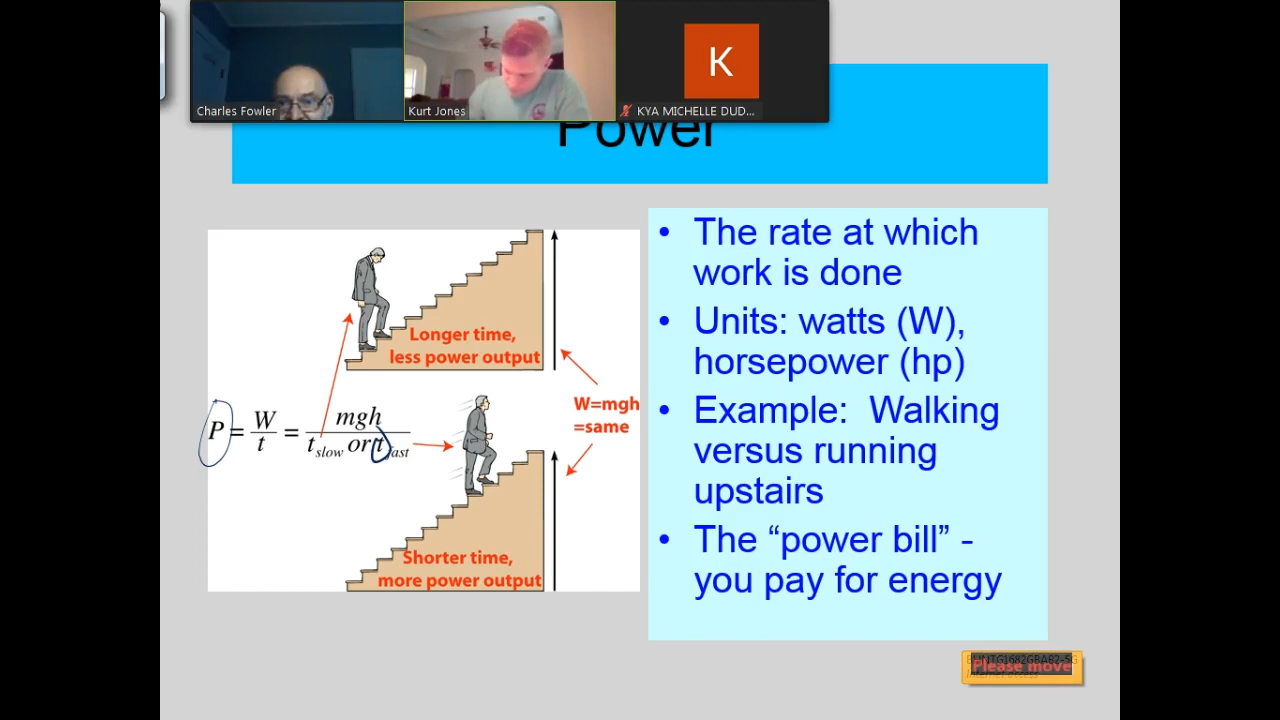 Charles Fowler
Kurt Jones
K
KYA MICHELLE DUD...
Power
• The rate at which
work is done
• Units: watts (W),
horsepower (hp)
• Example: Walking
versus running
upstairs
• The “power bill” -
you pay for energy
Longer time,
less power output
W=mgh
=same
P = W/t = mgh / t slow or t fast
Shorter time,
more power output
Please move